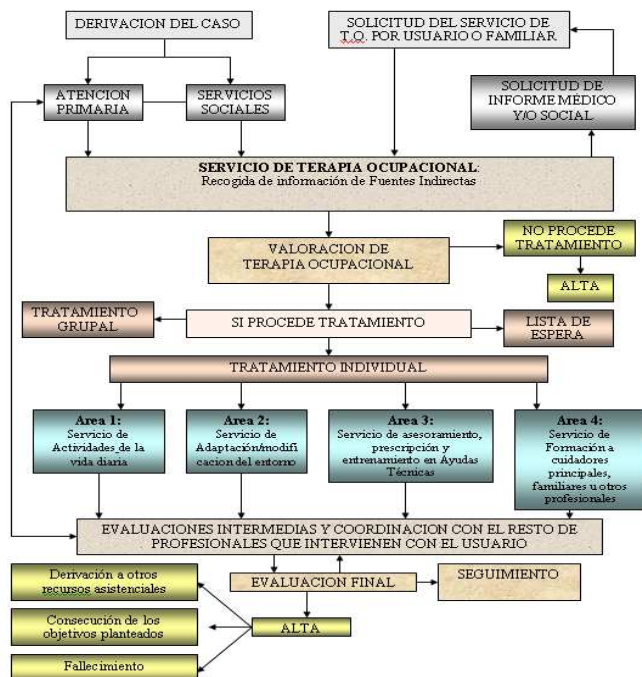 DERIVACION DEL CASO
SOLICITUD DEL SERVICIO DE
T.O. POR USUARIO O FAMILIAR
ATENCION
PRIMARIA
SERVICIOS
SOCIALES
SOLICITUD DE
INFORME MÉDICO
Y/O SOCIAL
SERVICIO DE TERAPIA OCUPACIONAL:
Recogida de información de Fuentes Indirectas
VALORACION DE
TERAPIA OCUPACIONAL
NO PROCEDE
TRATAMIENTO
ALTA
TRATAMIENTO
GRUPAL
SI PROCEDE TRATAMIENTO
LISTA DE
ESPERA
TRATAMIENTO INDIVIDUAL
Area 1:
Servicio de
Actividades de la
vida diaria
Area 2:
Servicio de
Adaptación/modifi
cacion del entorno
Area 3:
Servicio de asesoramiento,
prescripción y
entrenamiento en Ayudas
Técnicas
Area 4:
Servicio de
Formación a
cuidadores
principales,
familiares u otros
profesionales
EVALUACIONES INTERMEDIAS Y COORDINACION CON EL RESTO DE
PROFESIONALES QUE INTERVIENEN CON EL USUARIO
Derivación a otros
recursos asistenciales
EVALUACION FINAL
SEGUIMIENTO
Consecución de los
objetivos planteados
ALTA
Fallecimiento